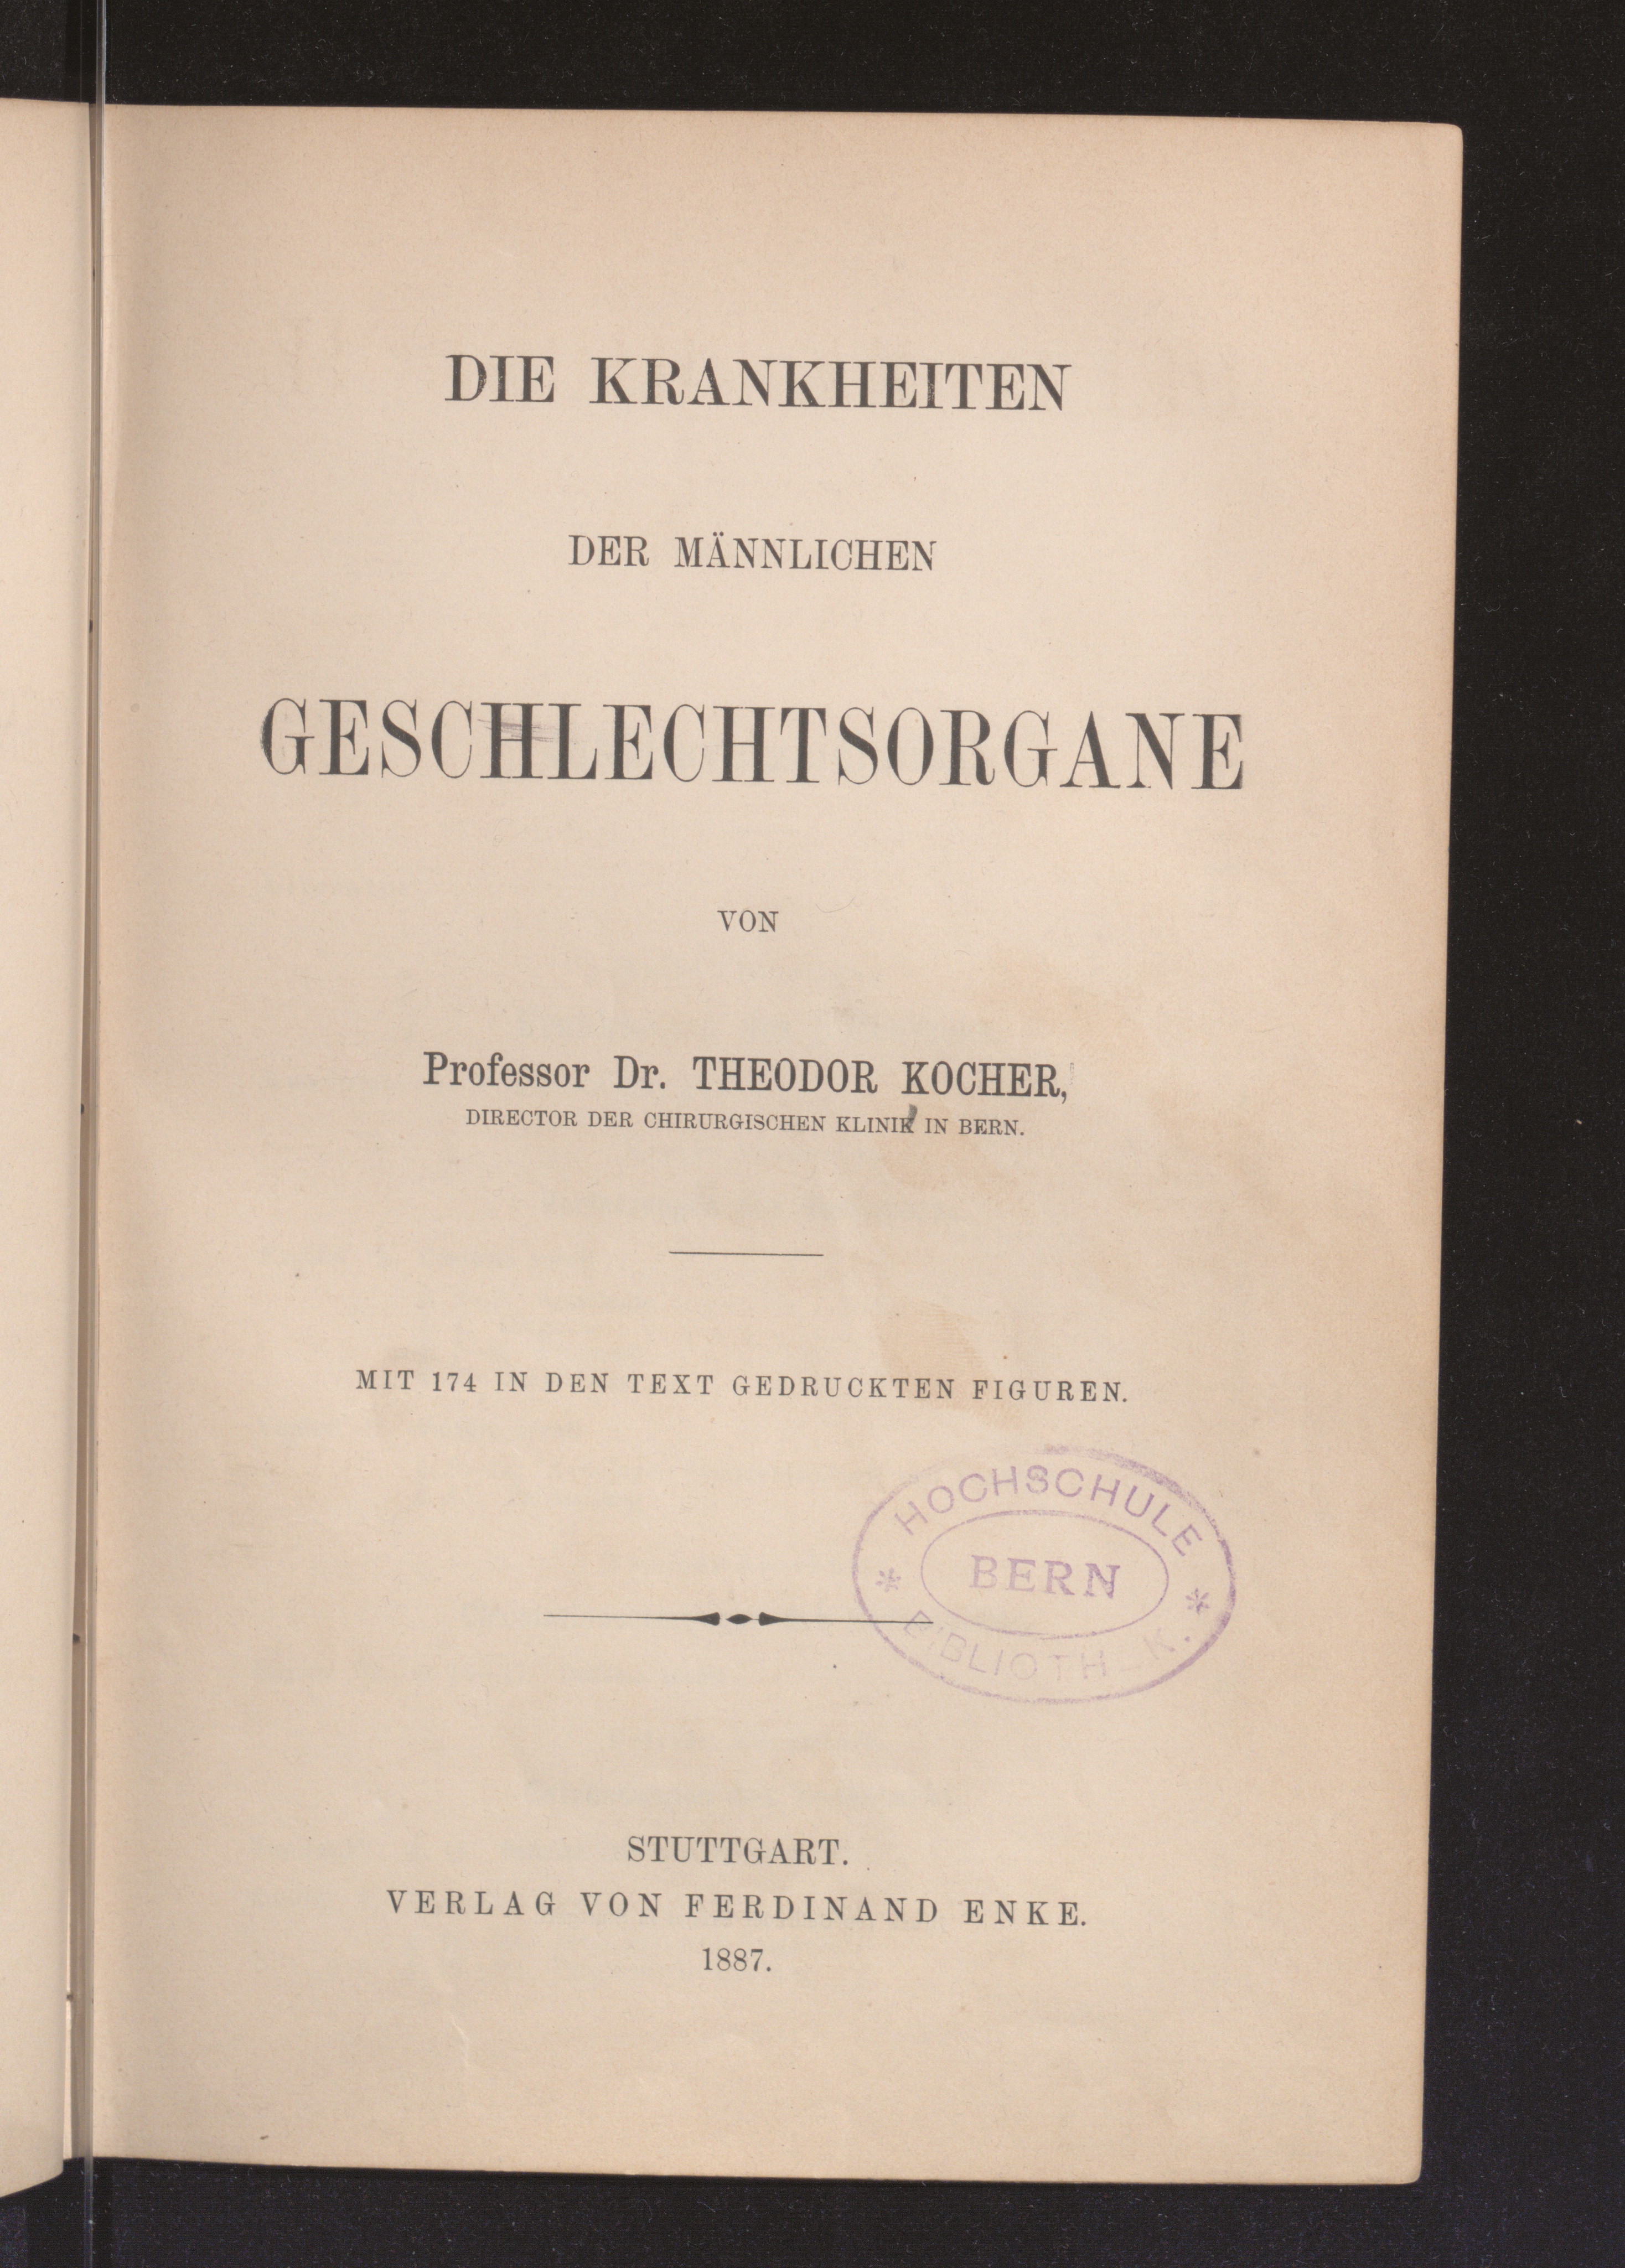 DIE KRANKHEITEN
DER MÄNNLICHEN
GESCHLECHTSORGANE
VON
Professor Dr. THEODOR KOCHER,
DIRECTOR DER CHIRURGISCHEN KLINIK IN BERN.
MIT 174 IN DEN TEXT GEDRUCKTEN FIGUREN.
HOCHSCHULE
BERN
STUTTGART.
VERLAG VON FERDINAND ENKE.
1887.